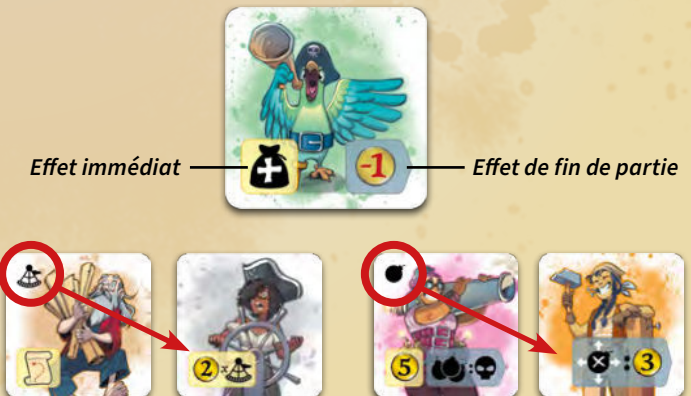 Effet immédiat
-1
Effet de fin de partie
2 x
5
:
: 3